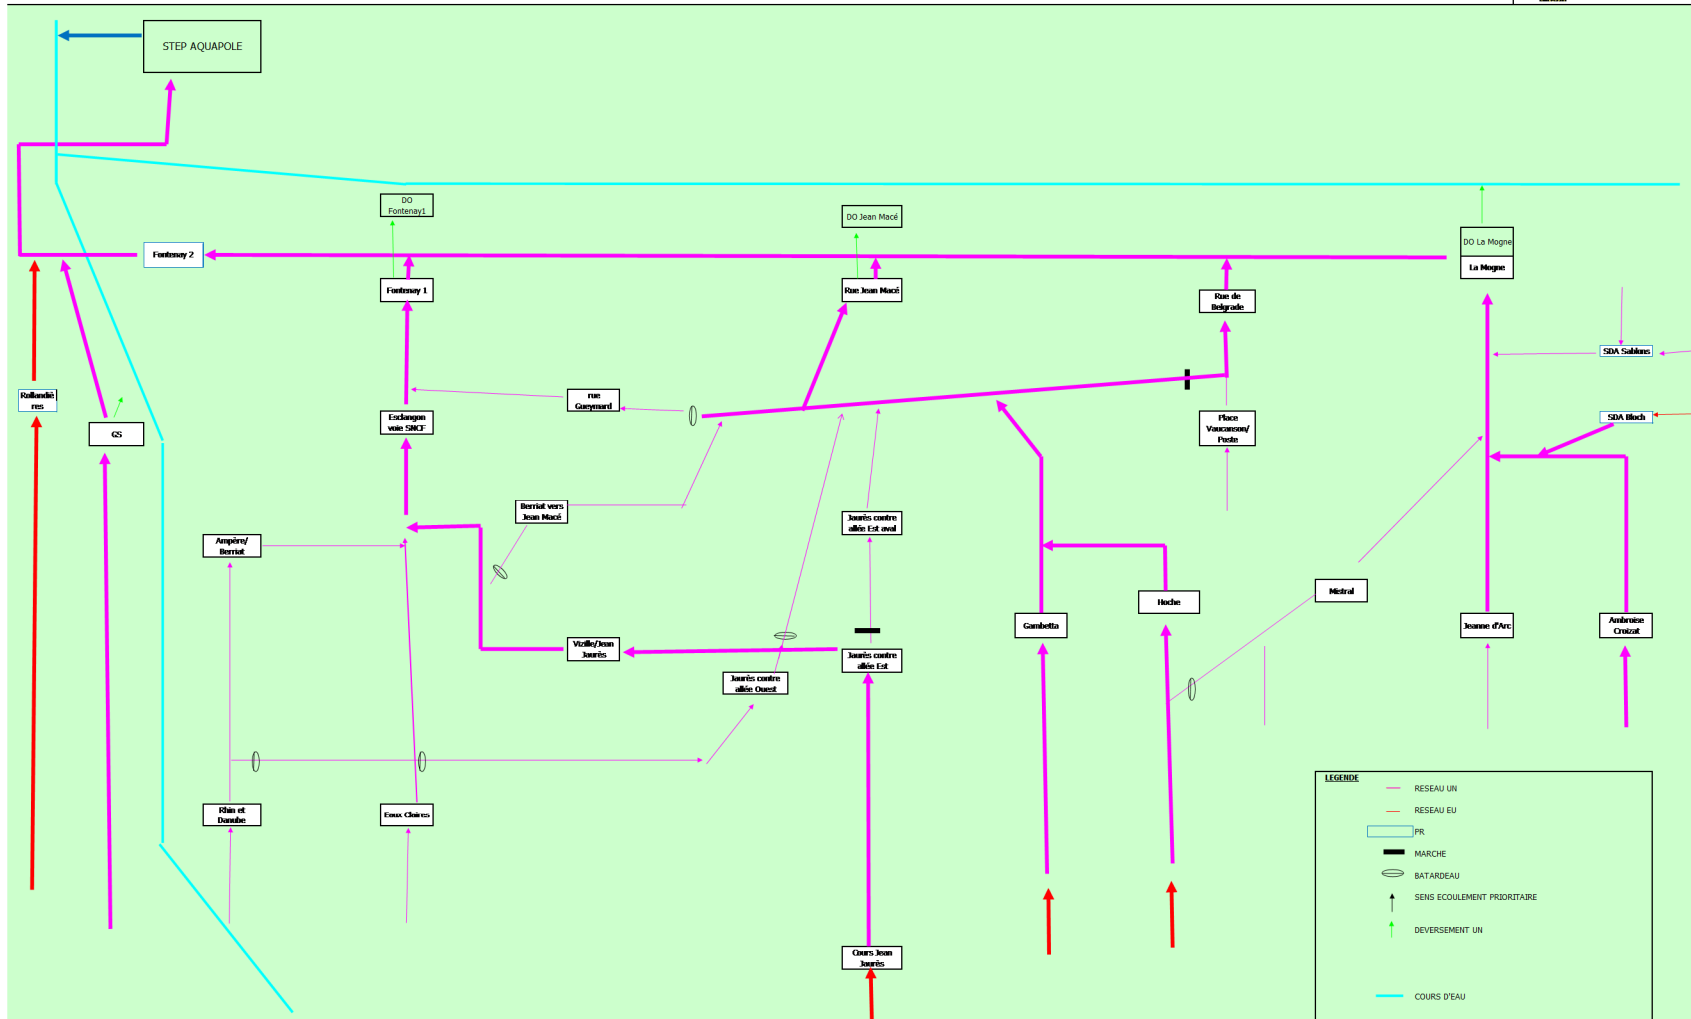 STEP AQUAPOLE
DO
Fontenay1
DO Jean Macé
DO La Mogne
La Mogne
Fontenay 2
Fontenay 1
Rue Jean Macé
Rue de
Belgrade
SDA Sablons
Rollandiè
res
rue
Gueymard
GS
Esclangon
voie SNCF
Place
Vaucanson/
Poste
SDA Bloch
Berriat vers
Jean Macé
Jaurès contre
allée Est aval
Ampère/
Berriat
Mistral
Hoche
Gambetta
Jeanne d'Arc
Ambroise
Croizat
Vizille/Jean
Jaurès
Jaurès contre
allée Est
Jaurès contre
allée Ouest
Rhin et
Danube
Eaux Claires
Cours Jean
Jaurès
LEGENDE
RESEAU UN
RESEAU EU
PR
MARCHE
BATARDEAU
SENS ECOULEMENT PRIORITAIRE
DEVERSEMENT UN
COURS D'EAU